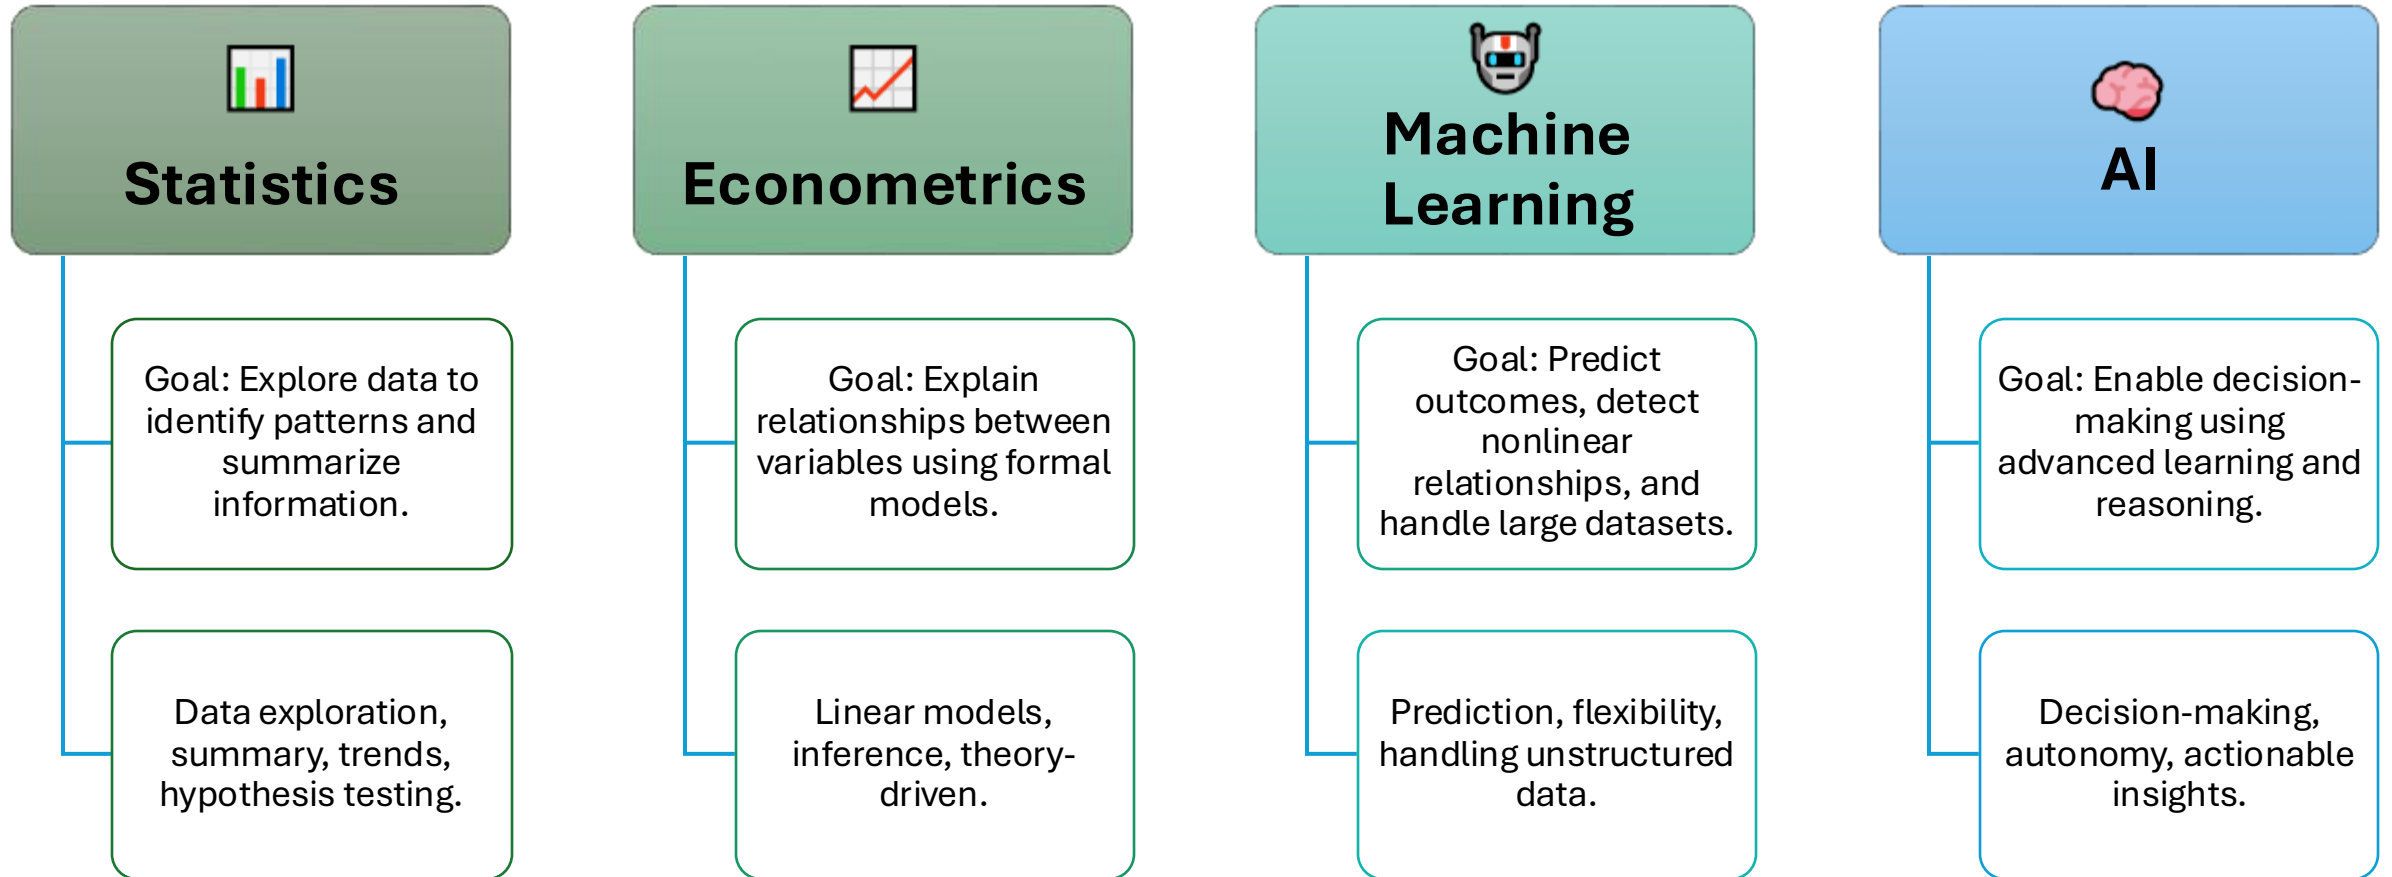 Statistics
Goal: Explore data to
identify patterns and
summarize
information.
Data exploration,
summary, trends,
hypothesis testing.
Econometrics
Goal: Explain
relationships between
variables using formal
models.
Linear models,
inference, theory-
driven.
Machine
Learning
Goal: Predict
outcomes, detect
nonlinear
relationships, and
handle large datasets.
Prediction, flexibility,
handling unstructured
data.
AI
Goal: Enable decision-
making using
advanced learning and
reasoning.
Decision-making,
autonomy, actionable
insights.